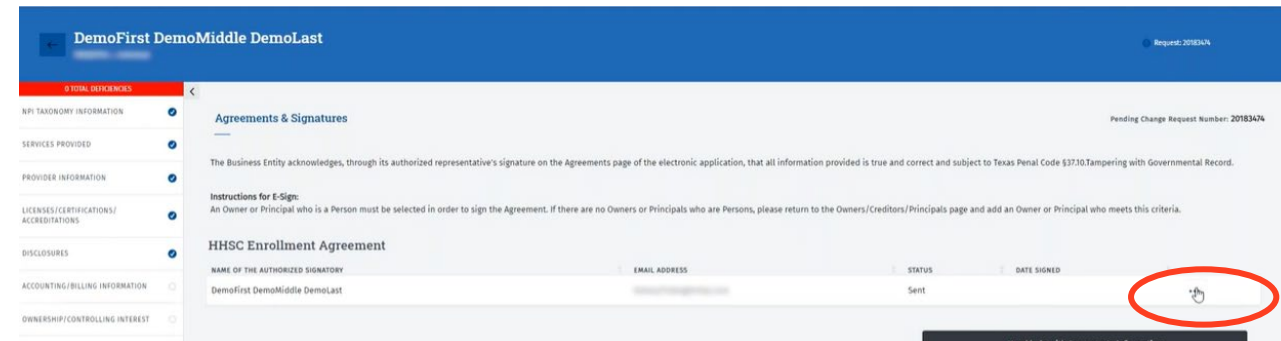 DemoFirst DemoMiddle DemoLast
Request: 20183474
0 TOTAL DEFICIENCIES
NPI TAXONOMY INFORMATION
SERVICES PROVIDED
PROVIDER INFORMATION
LICENSES/CERTIFICATIONS/
ACCREDITATIONS
DISCLOSURES
ACCOUNTING/BILLING INFORMATION
OWNERSHIP/CONTROLLING INTEREST
Agreements & Signatures
Pending Change Request Number: 20183474
The Business Entity acknowledges, through its authorized representative's signature on the Agreements page of the electronic application, that all information provided is true and correct and subject to Texas Penal Code §37.10.Tampering with Governmental Record.
Instructions for E-Sign:
An Owner or Principal who is a Person must be selected in order to sign the Agreement. If there are no Owners or Principals who are Persons, please return to the Owners/Creditors/Principals page and add an Owner or Principal who meets this criteria.
HHSC Enrollment Agreement
NAME OF THE AUTHORIZED SIGNATORY EMAIL ADDRESS STATUS DATE SIGNED
DemoFirst DemoMiddle DemoLast Sent